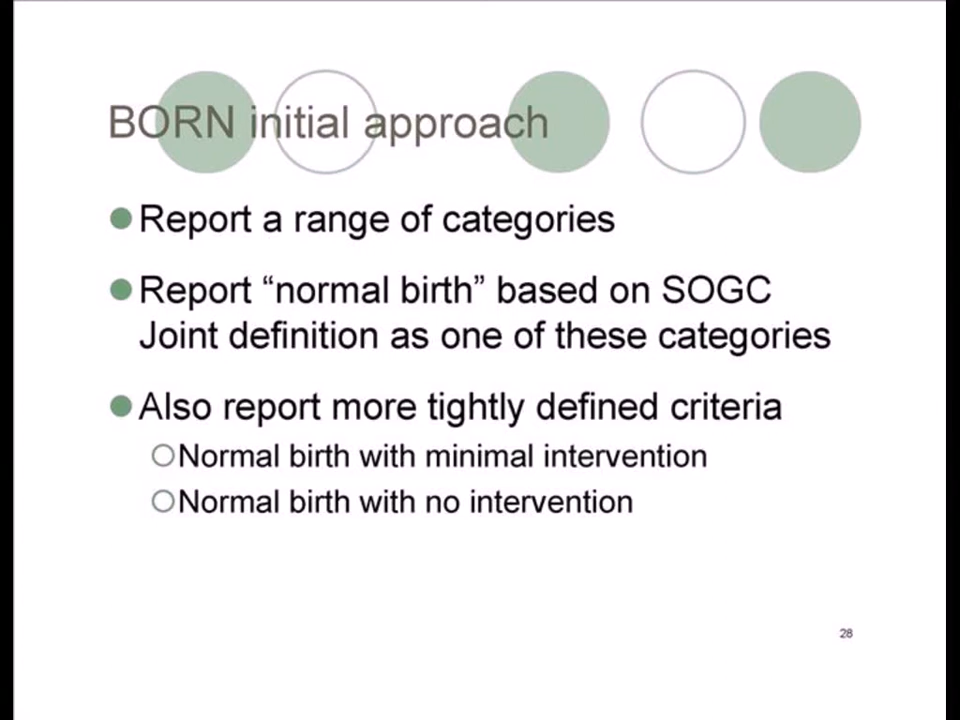 BORN initial approach
Report a range of categories
Report “normal birth” based on SOGC
Joint definition as one of these categories
Also report more tightly defined criteria
Normal birth with minimal intervention
Normal birth with no intervention
28